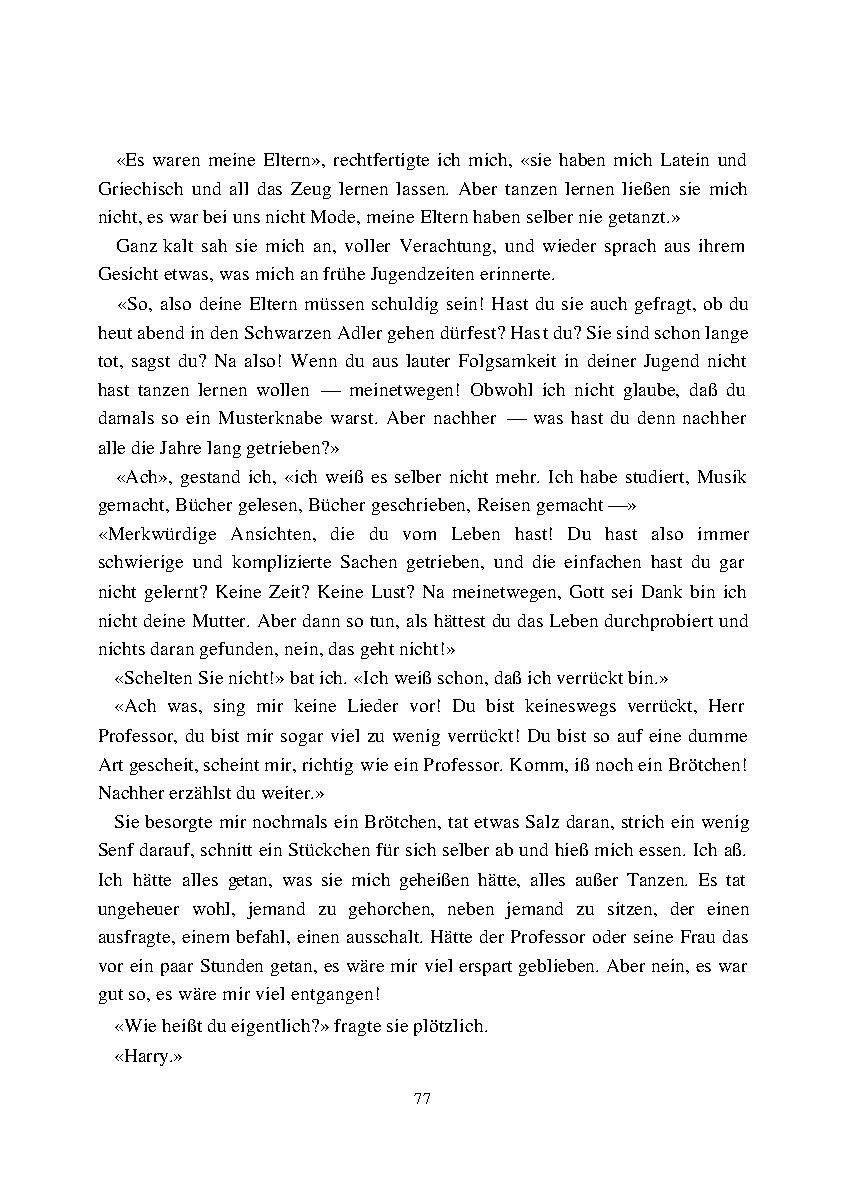 «Es waren meine Eltern», rechtfertigte ich mich, «sie haben mich Latein und
Griechisch und all das Zeug lernen lassen. Aber tanzen lernen ließen sie mich
nicht, es war bei uns nicht Mode, meine Eltern haben selber nie getanzt.»
Ganz kalt sah sie mich an, voller Verachtung, und wieder sprach aus ihrem
Gesicht etwas, was mich an frühe Jugendzeiten erinnerte.
«So, also deine Eltern müssen schuldig sein! Hast du sie auch gefragt, ob du
heut abend in den Schwarzen Adler gehen dürfest? Hast du? Sie sind schon lange
tot, sagst du? Na also! Wenn du aus lauter Folgsamkeit in deiner Jugend nicht
hast tanzen lernen wollen — meinetwegen! Obwohl ich nicht glaube, daß du
damals so ein Musterknabe warst. Aber nachher — was hast du denn nachher
alle die Jahre lang getrieben?»
«Ach», gestand ich, «ich weiß es selber nicht mehr. Ich habe studiert, Musik
gemacht, Bücher gelesen, Bücher geschrieben, Reisen gemacht —»
«Merkwürdige Ansichten, die du vom Leben hast! Du hast also immer
schwierige und komplizierte Sachen getrieben, und die einfachen hast du gar
nicht gelernt? Keine Zeit? Keine Lust? Na meinetwegen, Gott sei Dank bin ich
nicht deine Mutter. Aber dann so tun, als hättest du das Leben durchprobiert und
nichts daran gefunden, nein, das geht nicht!»
«Schelten Sie nicht!» bat ich. «Ich weiß schon, daß ich verrückt bin.»
«Ach was, sing mir keine Lieder vor! Du bist keineswegs verrückt, Herr
Professor, du bist mir sogar viel zu wenig verrückt! Du bist so auf eine dumme
Art gescheit, scheint mir, richtig wie ein Professor. Komm, iß noch ein Brötchen!
Nachher erzählst du weiter.»
Sie besorgte mir nochmals ein Brötchen, tat etwas Salz daran, strich ein wenig
Senf darauf, schnitt ein Stückchen für sich selber ab und hieß mich essen. Ich aß.
Ich hätte alles getan, was sie mich geheißen hätte, alles außer Tanzen. Es tat
ungeheuer wohl, jemand zu gehorchen, neben jemand zu sitzen, der einen
ausfragte, einem befahl, einen ausschalt. Hätte der Professor oder seine Frau das
vor ein paar Stunden getan, es wäre mir viel erspart geblieben. Aber nein, es war
gut so, es wäre mir viel entgangen!
«Wie heißt du eigentlich?» fragte sie plötzlich.
«Harry.»
77